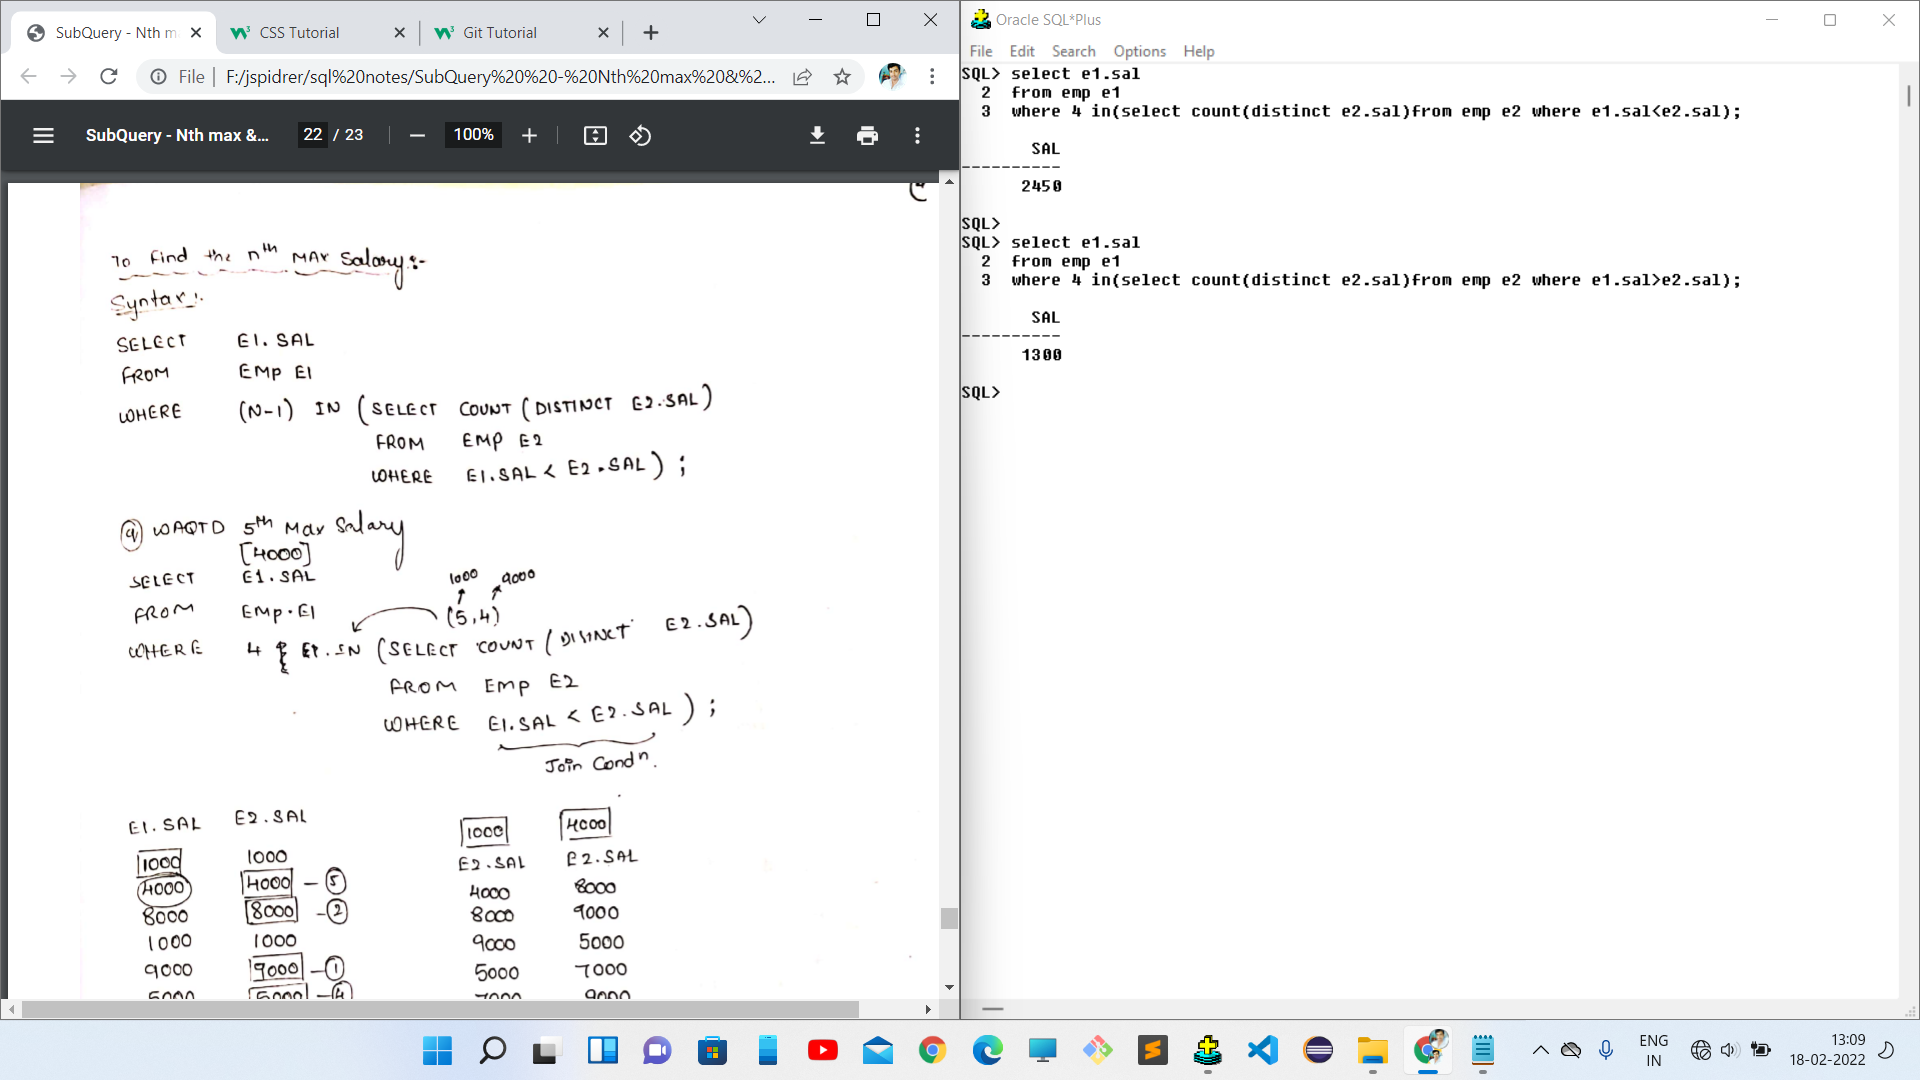 SubQuery - Nth m
CSS Tutorial
Git Tutorial
File
F:/jspidrer/sql%20notes/SubQuery%20%20-%20Nth%20max%20&%2...
SubQuery - Nth max &...
22 / 23
100%
To Find the nth MAX Salary:-
Syntax:.
SELECT E1.SAL
FROM EMP E1
WHERE (N-1) IN (SELECT COUNT (DISTINCT E2.SAL)
FROM EMP E2
WHERE E1.SAL < E2.SAL);
Q WAQTD 5th Max Salary
[4000]
SELECT E1.SAL
1000 9000
FROM EMP.E1
(5,4)
WHERE 4 IN (SELECT COUNT (DISTINCT E2.SAL)
FROM EMP E2
WHERE E1.SAL < E2.SAL);
Join Condn.
E1.SAL E2.SAL 1000 4000
1000 1000 E2.SAL E2.SAL
4000 4000 - 5 4000 8000
8000 8000 - 2 8000 9000
1000 1000 9000 5000
9000 9000 - 1 5000 7000
5000 5000 - 4 7000 9000
Oracle SQL*Plus
File Edit Search Options Help
SQL> select e1.sal
2 from emp e1
3 where 4 in(select count(distinct e2.sal)from emp e2 where e1.sal<e2.sal);
SAL
----------
2450
SQL>
SQL> select e1.sal
2 from emp e1
3 where 4 in(select count(distinct e2.sal)from emp e2 where e1.sal>e2.sal);
SAL
----------
1300
SQL>
ENG
IN
13:09
18-02-2022